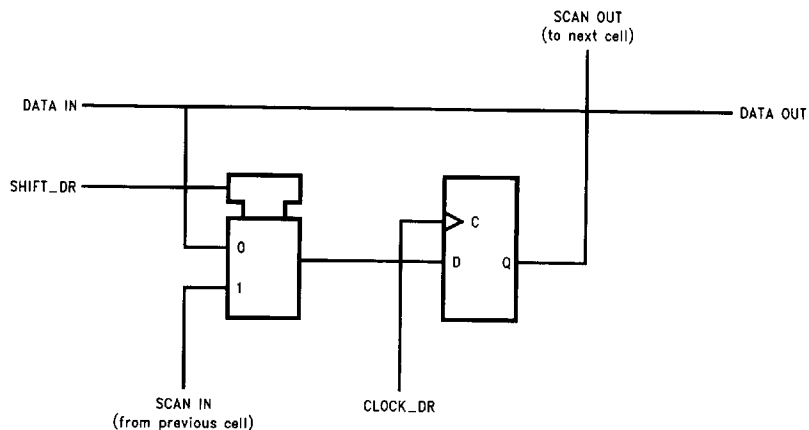 SCAN OUT
(to next cell)
DATA IN
DATA OUT
SHIFT_DR
C
0
D
Q
1
SCAN IN
(from previous cell)
CLOCK_DR